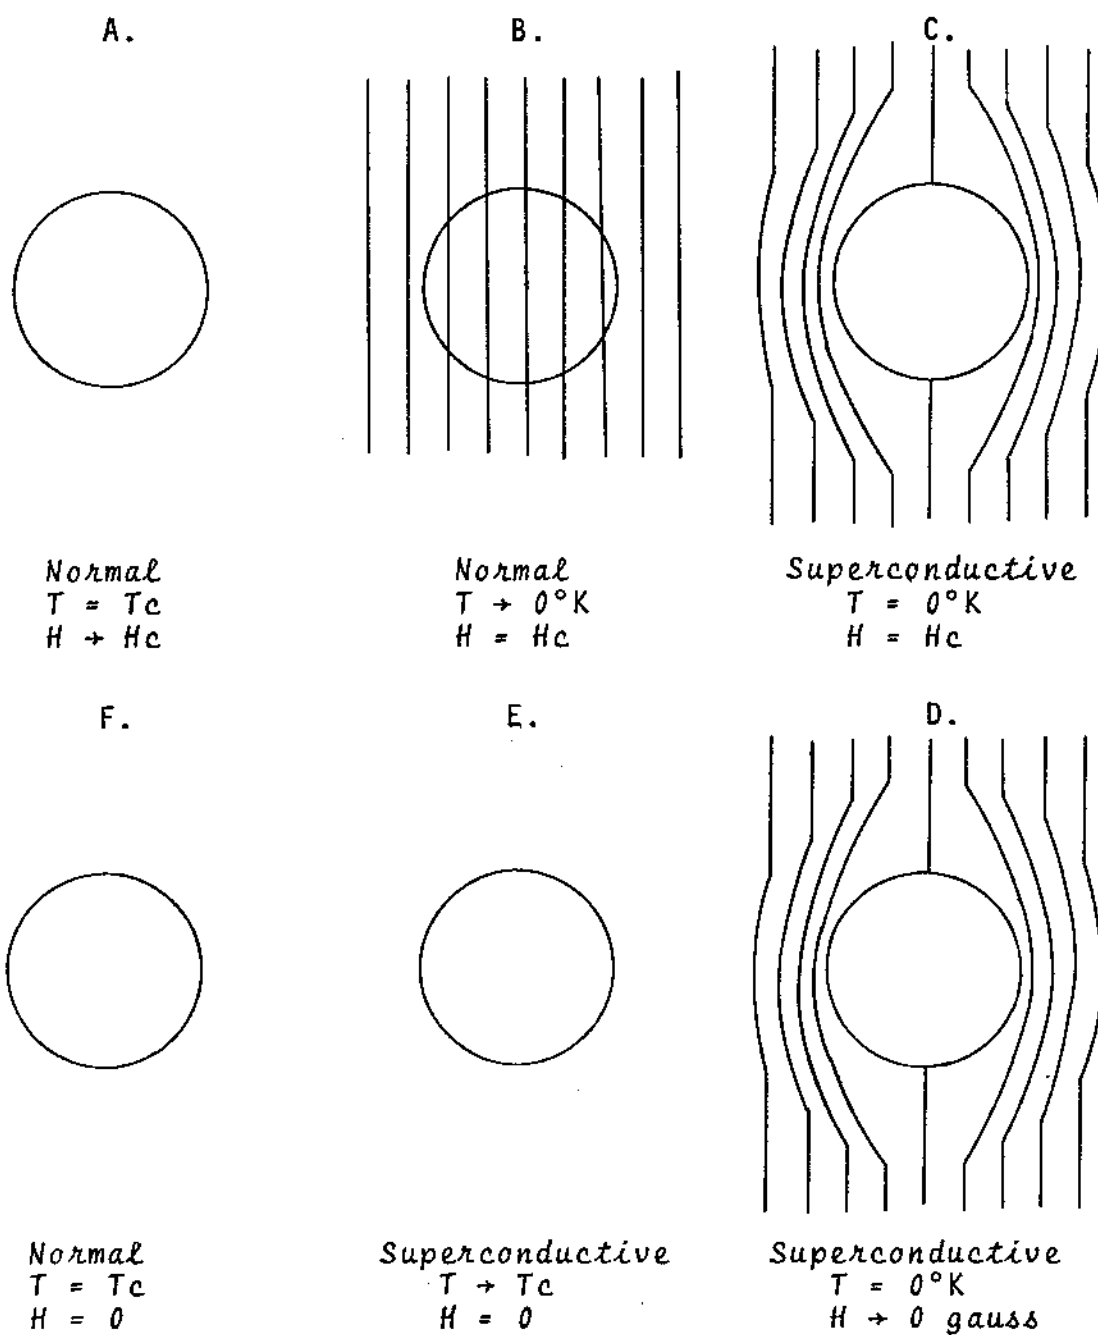 A.
B.
C.
Normal
T = Tc
H → Hc
Normal
T → 0°K
H = Hc
Superconductive
T = 0°K
H = Hc
F.
E.
D.
Normal
T = Tc
H = 0
Superconductive
T → Tc
H = 0
Superconductive
T = 0°K
H → 0 gauss